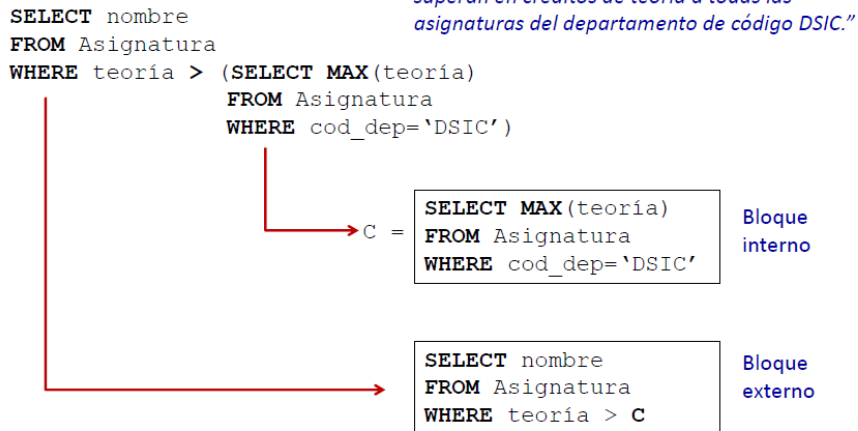 superan en créditos de teoría a todas las
asignaturas del departamento de código DSIC.”
SELECT nombre
FROM Asignatura
WHERE teoría > (SELECT MAX(teoría)
FROM Asignatura
WHERE cod_dep=‘DSIC’)
C =
SELECT MAX(teoría)
FROM Asignatura
WHERE cod_dep=‘DSIC’
Bloque
interno
SELECT nombre
FROM Asignatura
WHERE teoría > C
Bloque
externo